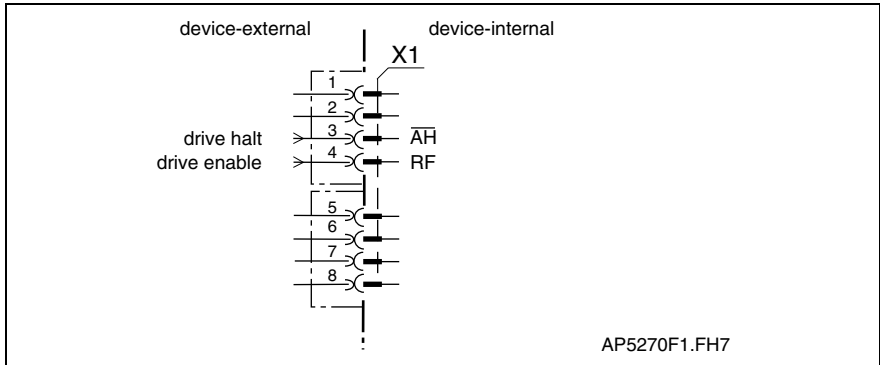 device-external device-internal
X1
1
2
drive halt 3 A̅H̅
drive enable 4 RF
5
6
7
8
AP5270F1.FH7